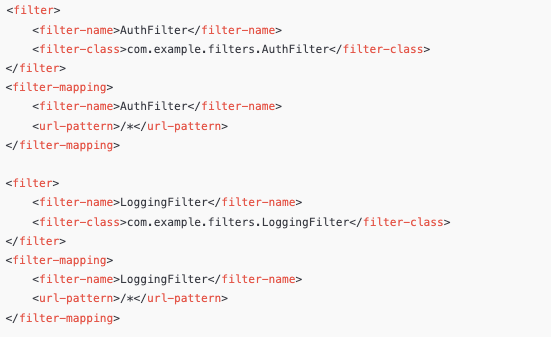 <filter>
    <filter-name>AuthFilter</filter-name>
    <filter-class>com.example.filters.AuthFilter</filter-class>
</filter>
<filter-mapping>
    <filter-name>AuthFilter</filter-name>
    <url-pattern>/*</url-pattern>
</filter-mapping>

<filter>
    <filter-name>LoggingFilter</filter-name>
    <filter-class>com.example.filters.LoggingFilter</filter-class>
</filter>
<filter-mapping>
    <filter-name>LoggingFilter</filter-name>
    <url-pattern>/*</url-pattern>
</filter-mapping>